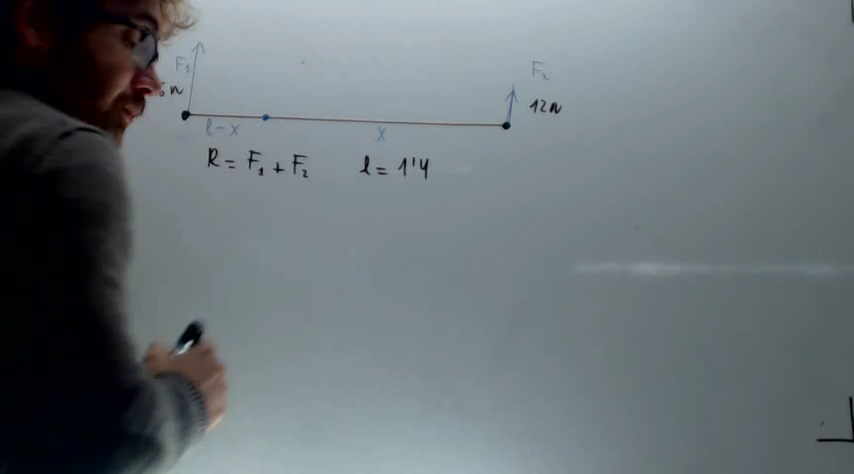 F₁
F₂
N
12N
l-x
x
R = F₁ + F₂
l = 1'4